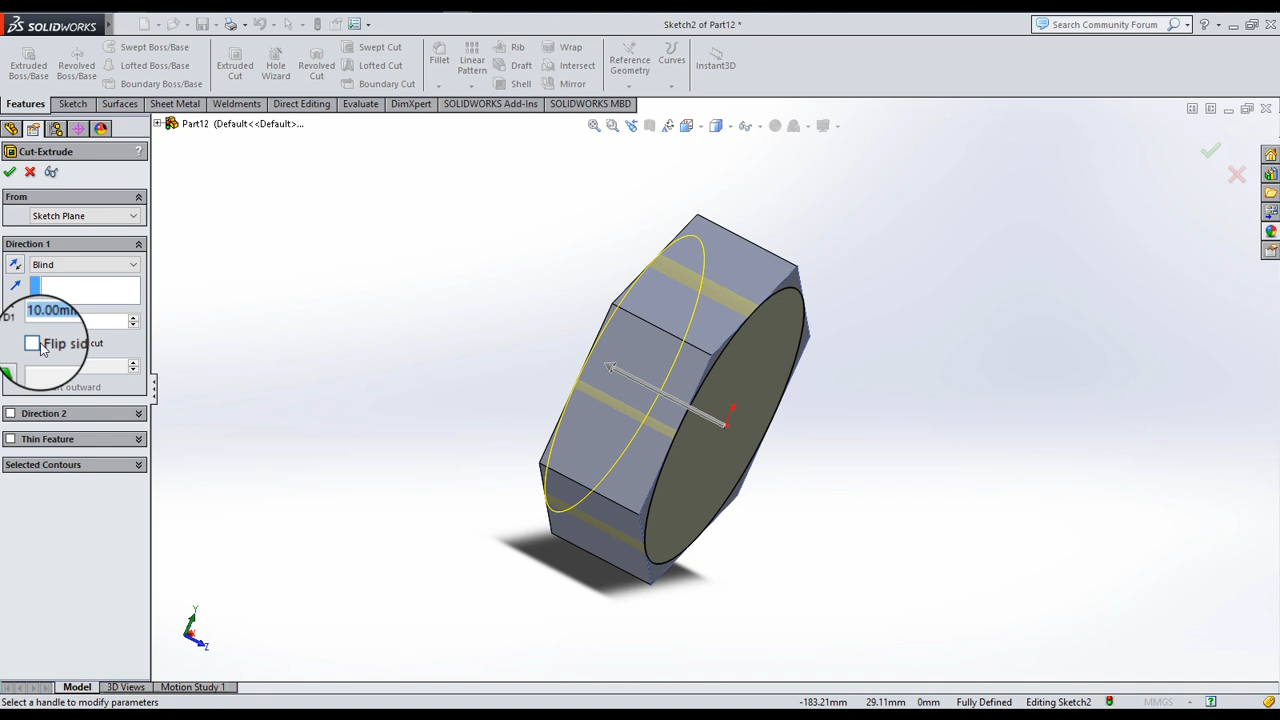 SOLIDWORKS
Sketch2 of Part12 *
Search Community Forum
Extruded Boss/Base
Revolved Boss/Base
Swept Boss/Base
Lofted Boss/Base
Boundary Boss/Base
Extruded Cut
Hole Wizard
Revolved Cut
Swept Cut
Lofted Cut
Boundary Cut
Fillet
Linear Pattern
Rib
Draft
Shell
Wrap
Intersect
Mirror
Reference Geometry
Curves
Instant3D
Features Sketch Surfaces Sheet Metal Weldments Direct Editing Evaluate DimXpert SOLIDWORKS Add-Ins SOLIDWORKS MBD
Part12 (Default<<Default>...
Cut-Extrude ?
From
Sketch Plane
Direction 1
Blind
D1 10.00m
Flip sid cut
outward
Direction 2
Thin Feature
Selected Contours
Y
Z
Model 3D Views Motion Study 1
Select a handle to modify parameters -183.21mm 29.11mm 0mm Fully Defined Editing Sketch2 MMGS